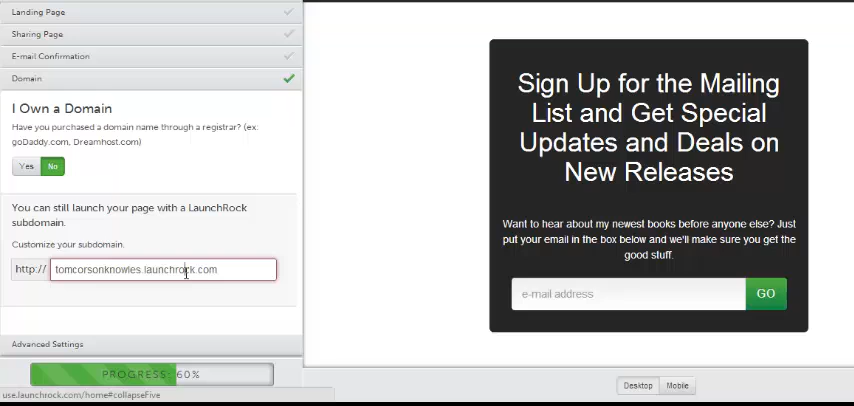 Landing Page
Sharing Page
E-mail Confirmation
Domain
I Own a Domain
Have you purchased a domain name through a registrar? (ex:
goDaddy.com, Dreamhost.com)
Yes No
You can still launch your page with a LaunchRock
subdomain.
Customize your subdomain.
http:// tomcorsonknowles.launchrock.com
Advanced Settings
PROGRESS: 60%
use.launchrock.com/home#collapseFive
Sign Up for the Mailing
List and Get Special
Updates and Deals on
New Releases
Want to hear about my newest books before anyone else? Just
put your email in the box below and we'll make sure you get the
good stuff.
e-mail address GO
Desktop Mobile